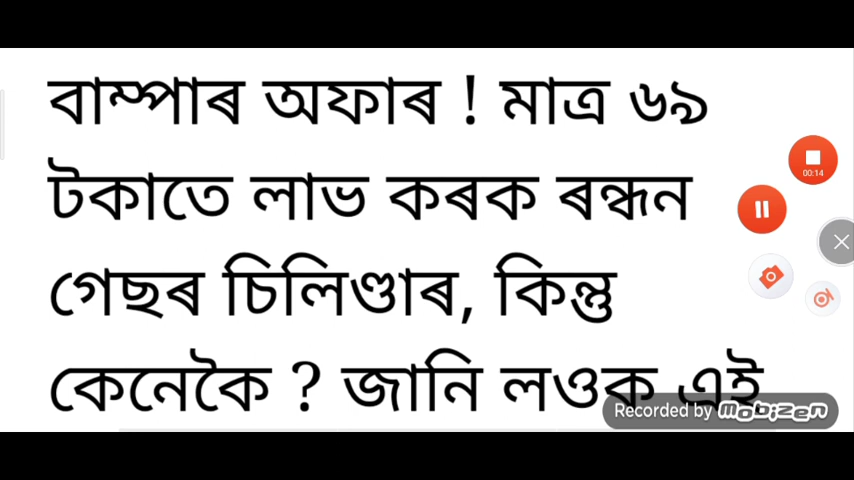 বাম্পাৰ অফাৰ ! মাত্ৰ ৬৯
টকাতে লাভ কৰক ৰন্ধন
গেছৰ চিলিণ্ডাৰ, কিন্তু
কেনেকৈ ? জানি লওক এই
00:14
Recorded by mobizen